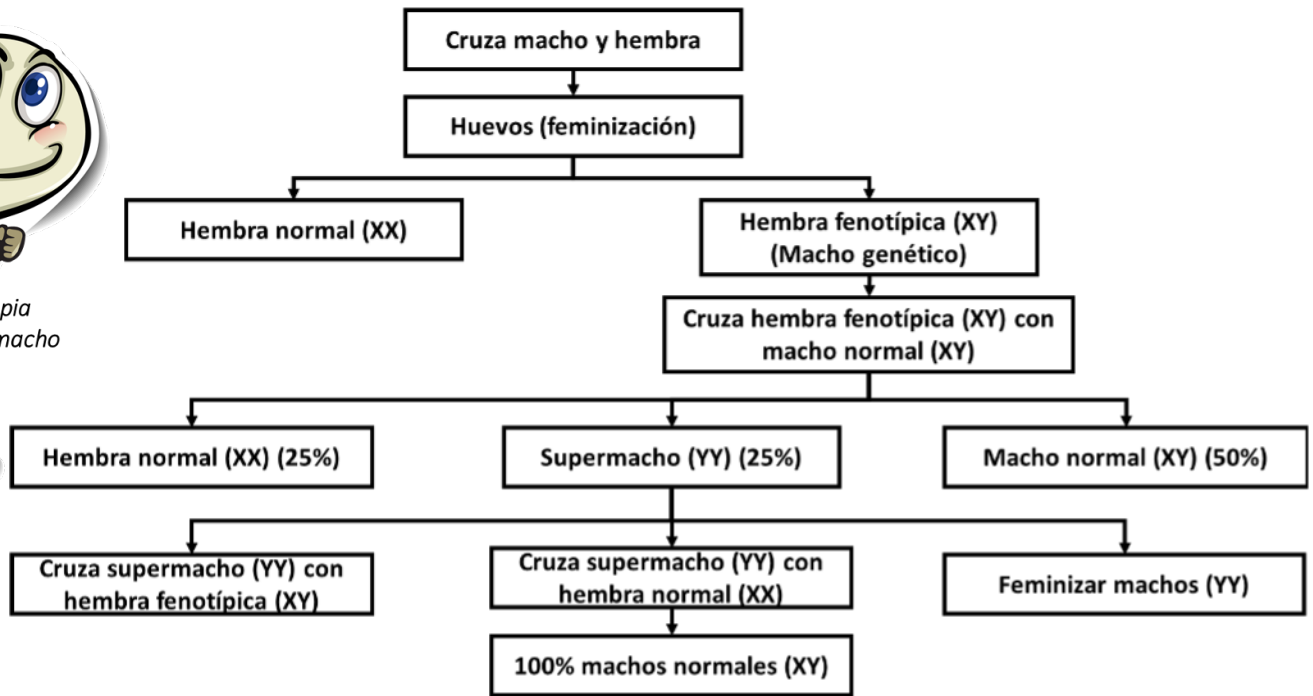 Cruza macho y hembra
Huevos (feminización)
Hembra normal (XX)
Hembra fenotípica (XY)
(Macho genético)
Cruza hembra fenotípica (XY) con
macho normal (XY)
pia
macho
Hembra normal (XX) (25%)
Supermacho (YY) (25%)
Macho normal (XY) (50%)
Cruza supermacho (YY) con
hembra fenotípica (XY)
Cruza supermacho (YY) con
hembra normal (XX)
Feminizar machos (YY)
100% machos normales (XY)